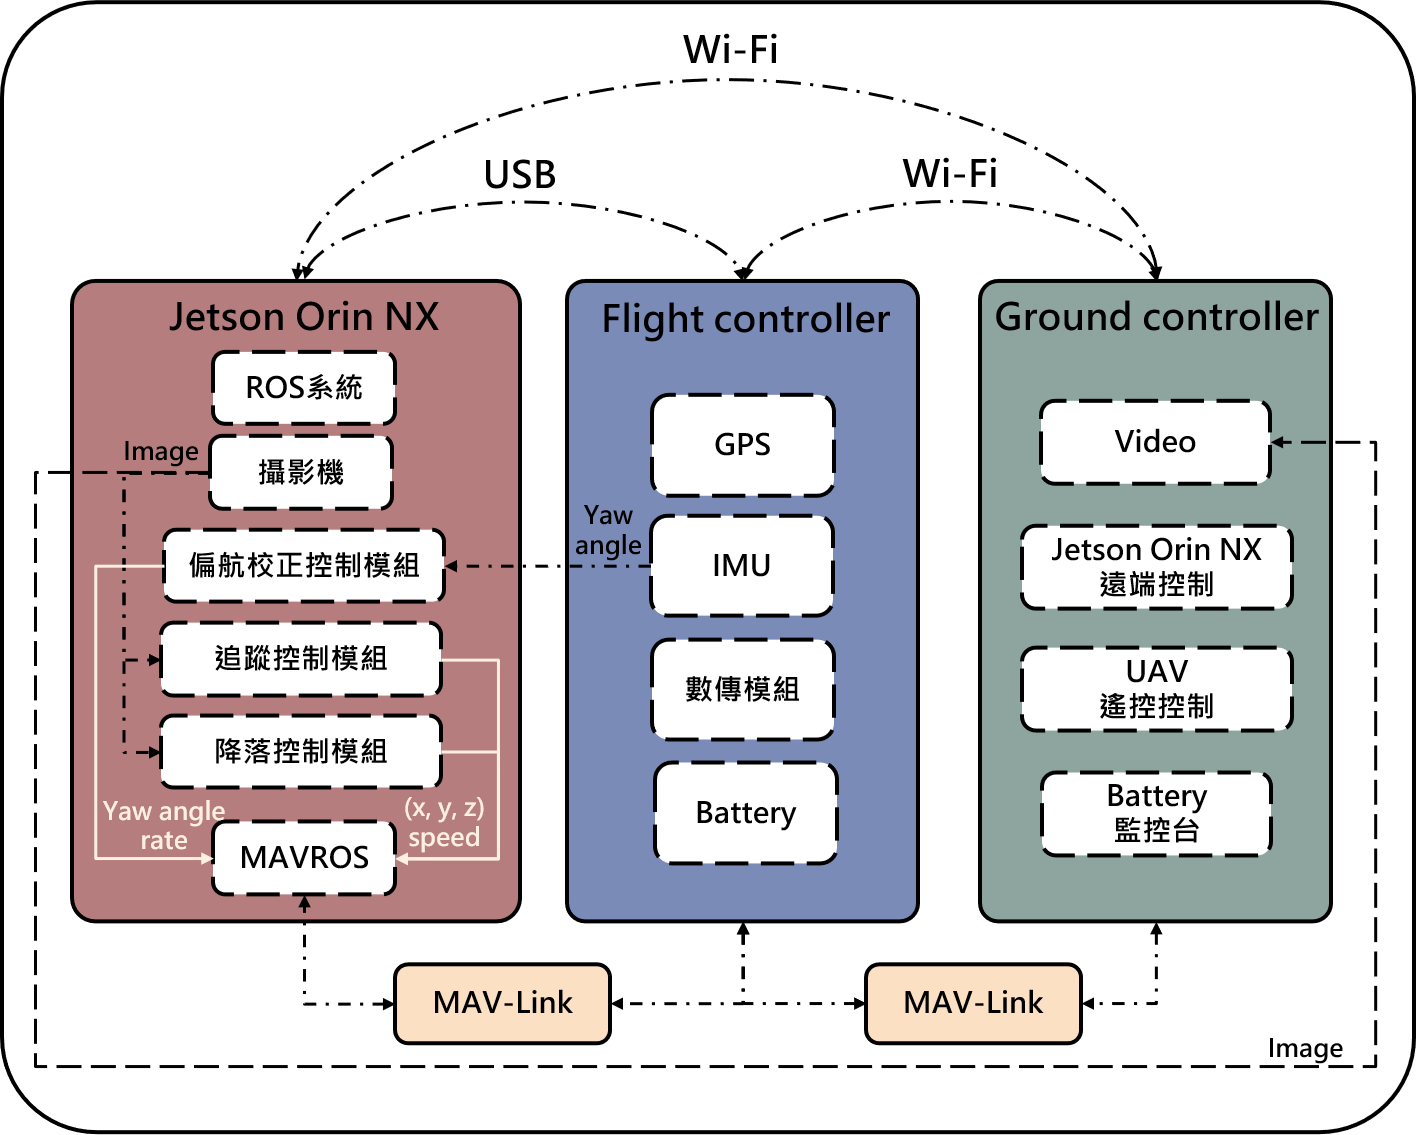 Wi-Fi
USB
Wi-Fi
Jetson Orin NX
ROS系統
Image
攝影機
偏航校正控制模組
追蹤控制模組
降落控制模組
Yaw angle
rate
(x, y, z)
speed
MAVROS
Flight controller
GPS
Yaw
angle
IMU
數傳模組
Battery
Ground controller
Video
Jetson Orin NX
遠端控制
UAV
遙控控制
Battery
監控台
MAV-Link
MAV-Link
Image